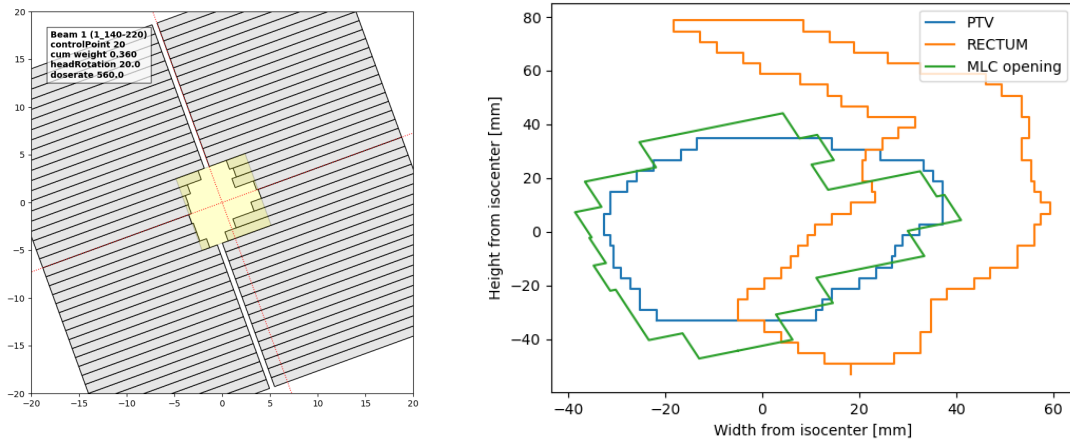 Beam 1 (1_140-220)
controlPoint 20
cum weight 0.360
headRotation 20.0
doserate 560.0
20
15
10
5
0
−5
−10
−15
−20
−20 −15 −10 −5 0 5 10 15 20
PTV
RECTUM
MLC opening
Height from isocenter [mm]
80
60
40
20
0
−20
−40
−40 −20 0 20 40 60
Width from isocenter [mm]